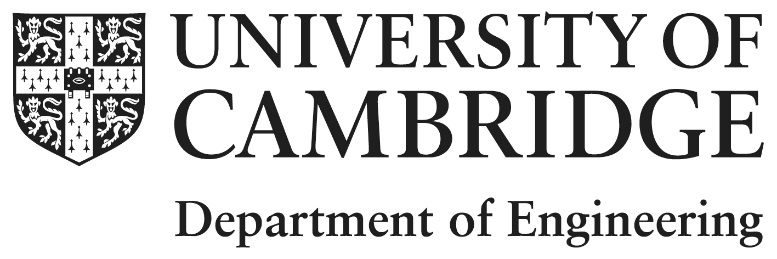 UNIVERSITY OF
CAMBRIDGE
Department of Engineering